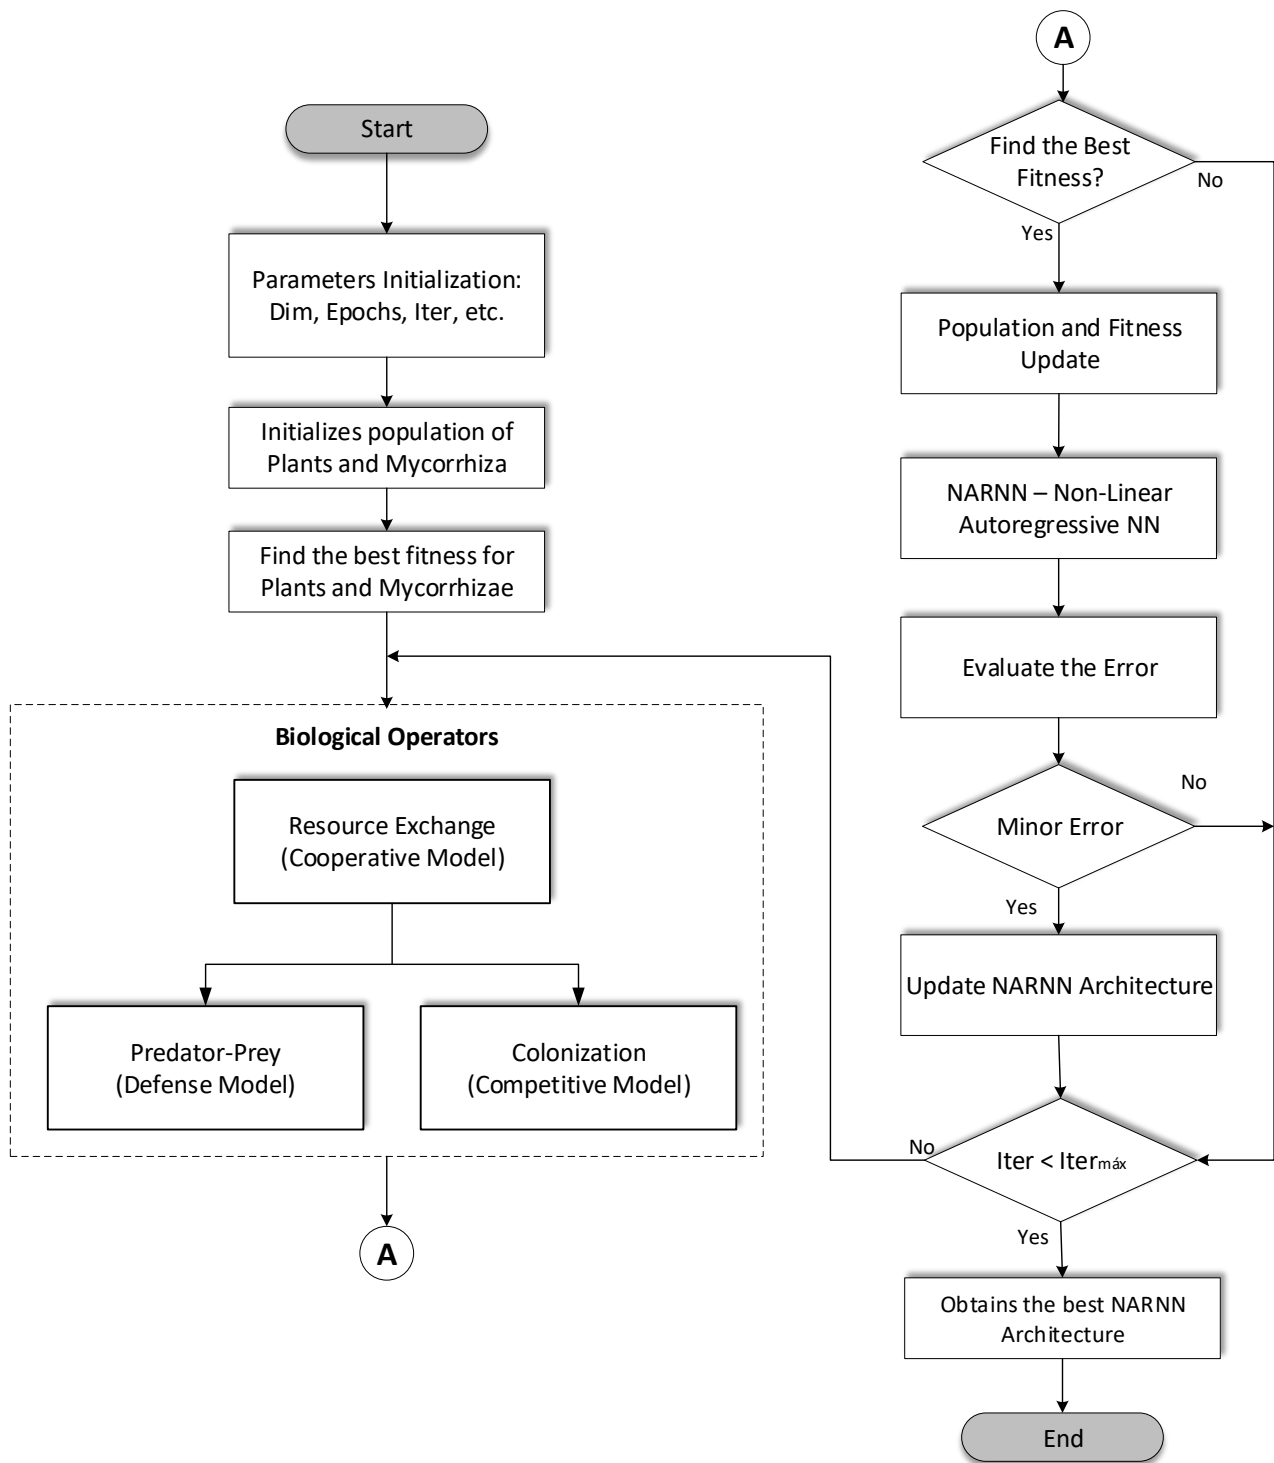 Start
Parameters Initialization:
Dim, Epochs, Iter, etc.
Initializes population of
Plants and Mycorrhiza
Find the best fitness for
Plants and Mycorrhizae
Biological Operators
Resource Exchange
(Cooperative Model)
Predator-Prey
(Defense Model)
Colonization
(Competitive Model)
A
A
Find the Best
Fitness?
No
Yes
Population and Fitness
Update
NARNN – Non-Linear
Autoregressive NN
Evaluate the Error
No
Minor Error
Yes
Update NARNN Architecture
No
Iter < Itermáx
Yes
Obtains the best NARNN
Architecture
End